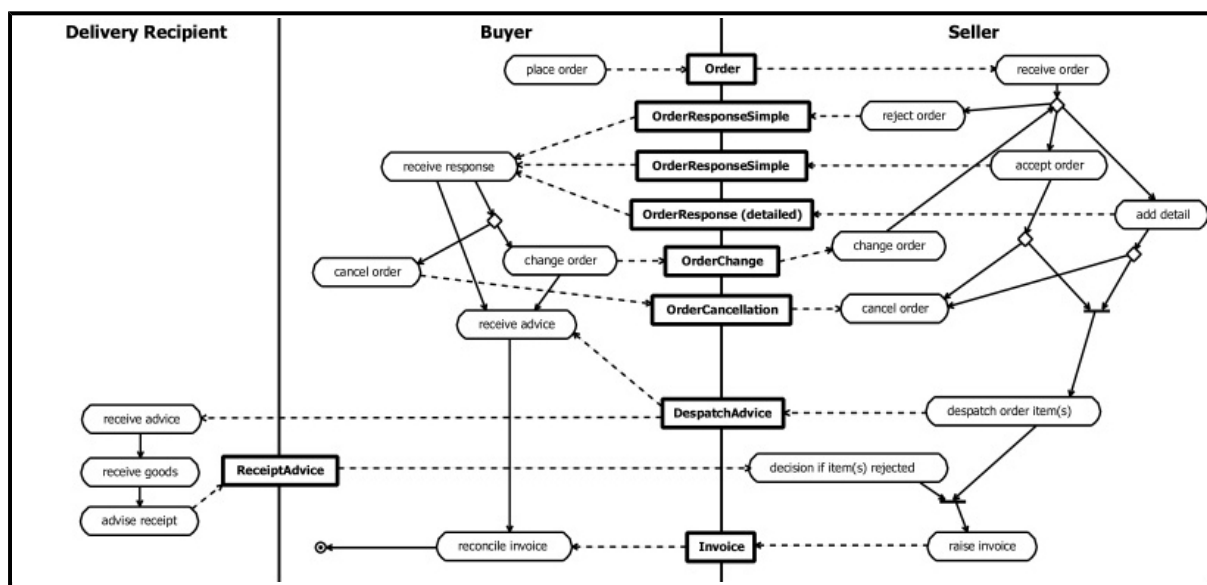 Delivery Recipient
Buyer
Seller
place order
Order
receive order
OrderResponseSimple
reject order
receive response
OrderResponseSimple
accept order
OrderResponse (detailed)
add detail
cancel order
change order
OrderChange
change order
receive advice
OrderCancellation
cancel order
receive advice
DespatchAdvice
despatch order item(s)
receive goods
ReceiptAdvice
decision if item(s) rejected
advise receipt
reconcile invoice
Invoice
raise invoice